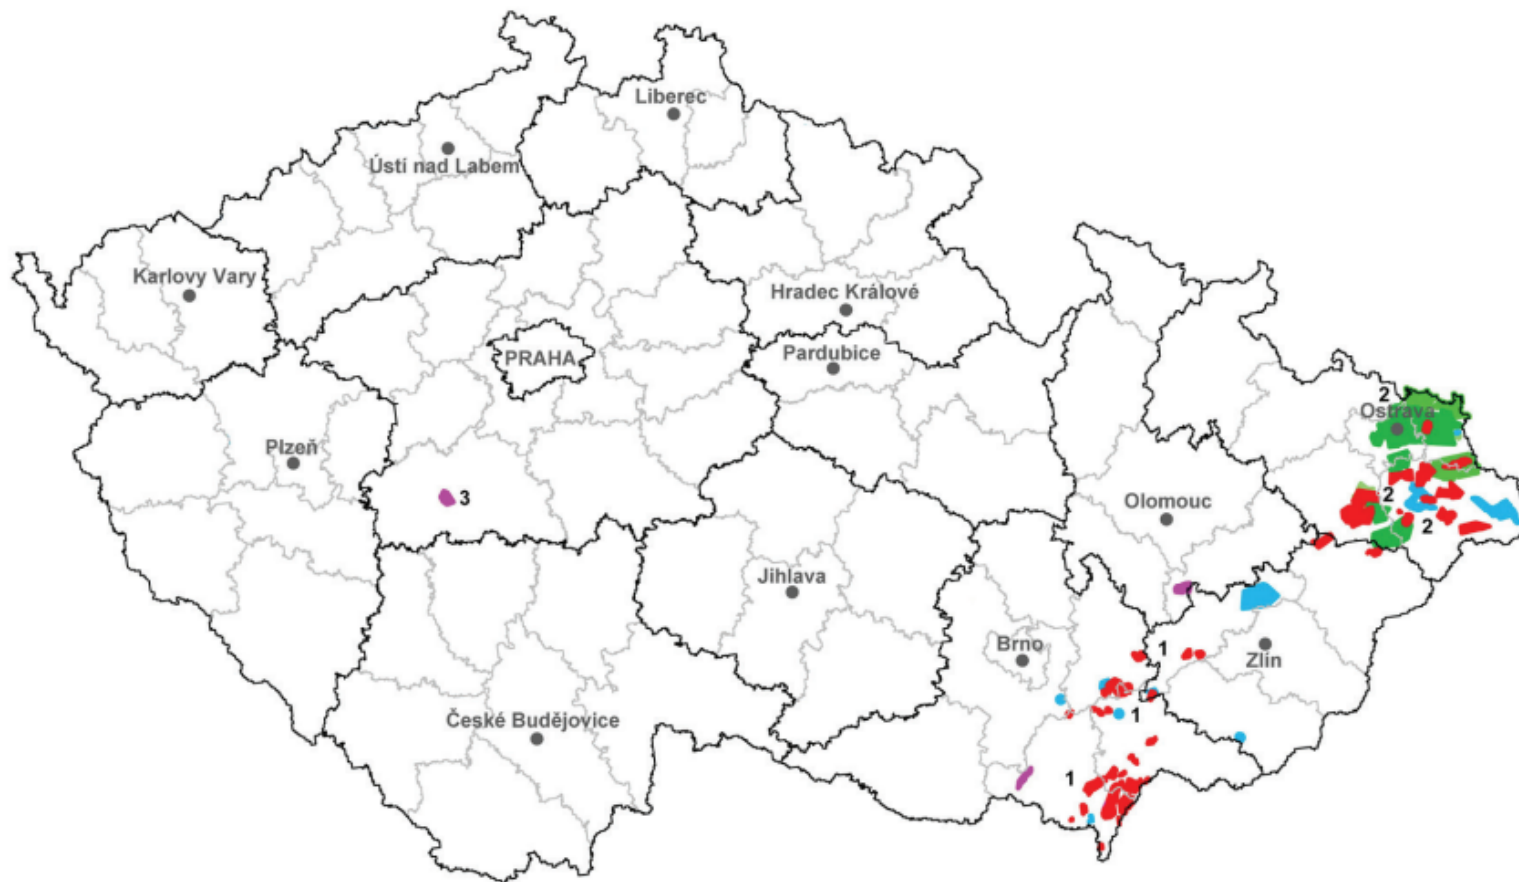 Liberec
Ústí nad Labem
Karlovy Vary
Hradec Králové
PRAHA
Pardubice
2
Ostrava
Plzeň
3
Olomouc
2
2
Jihlava
Brno
1
Zlín
1
České Budějovice
1